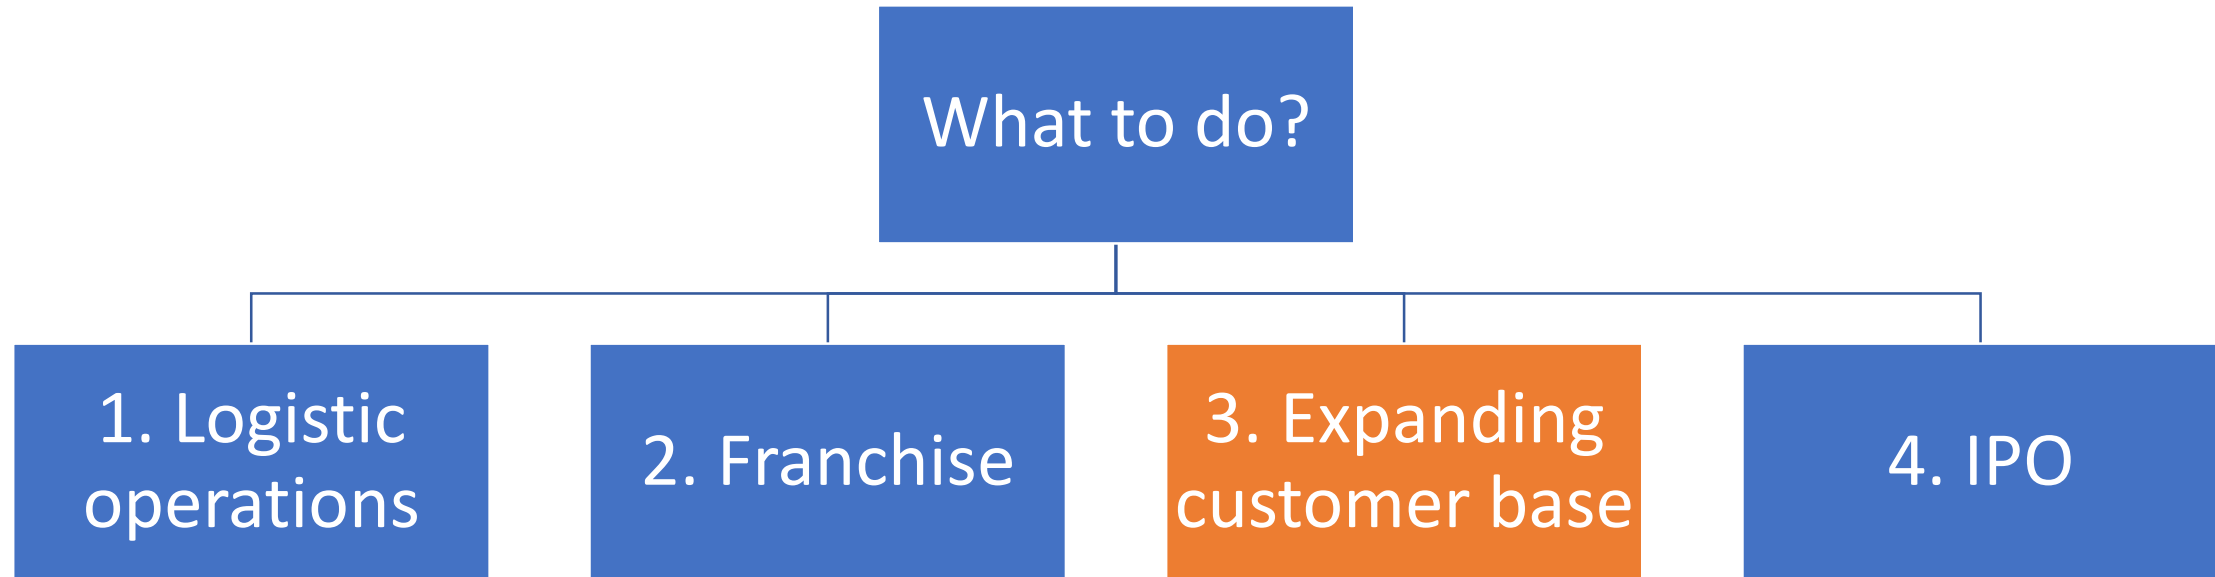 What to do?
1. Logistic
operations
2. Franchise
3. Expanding
customer base
4. IPO